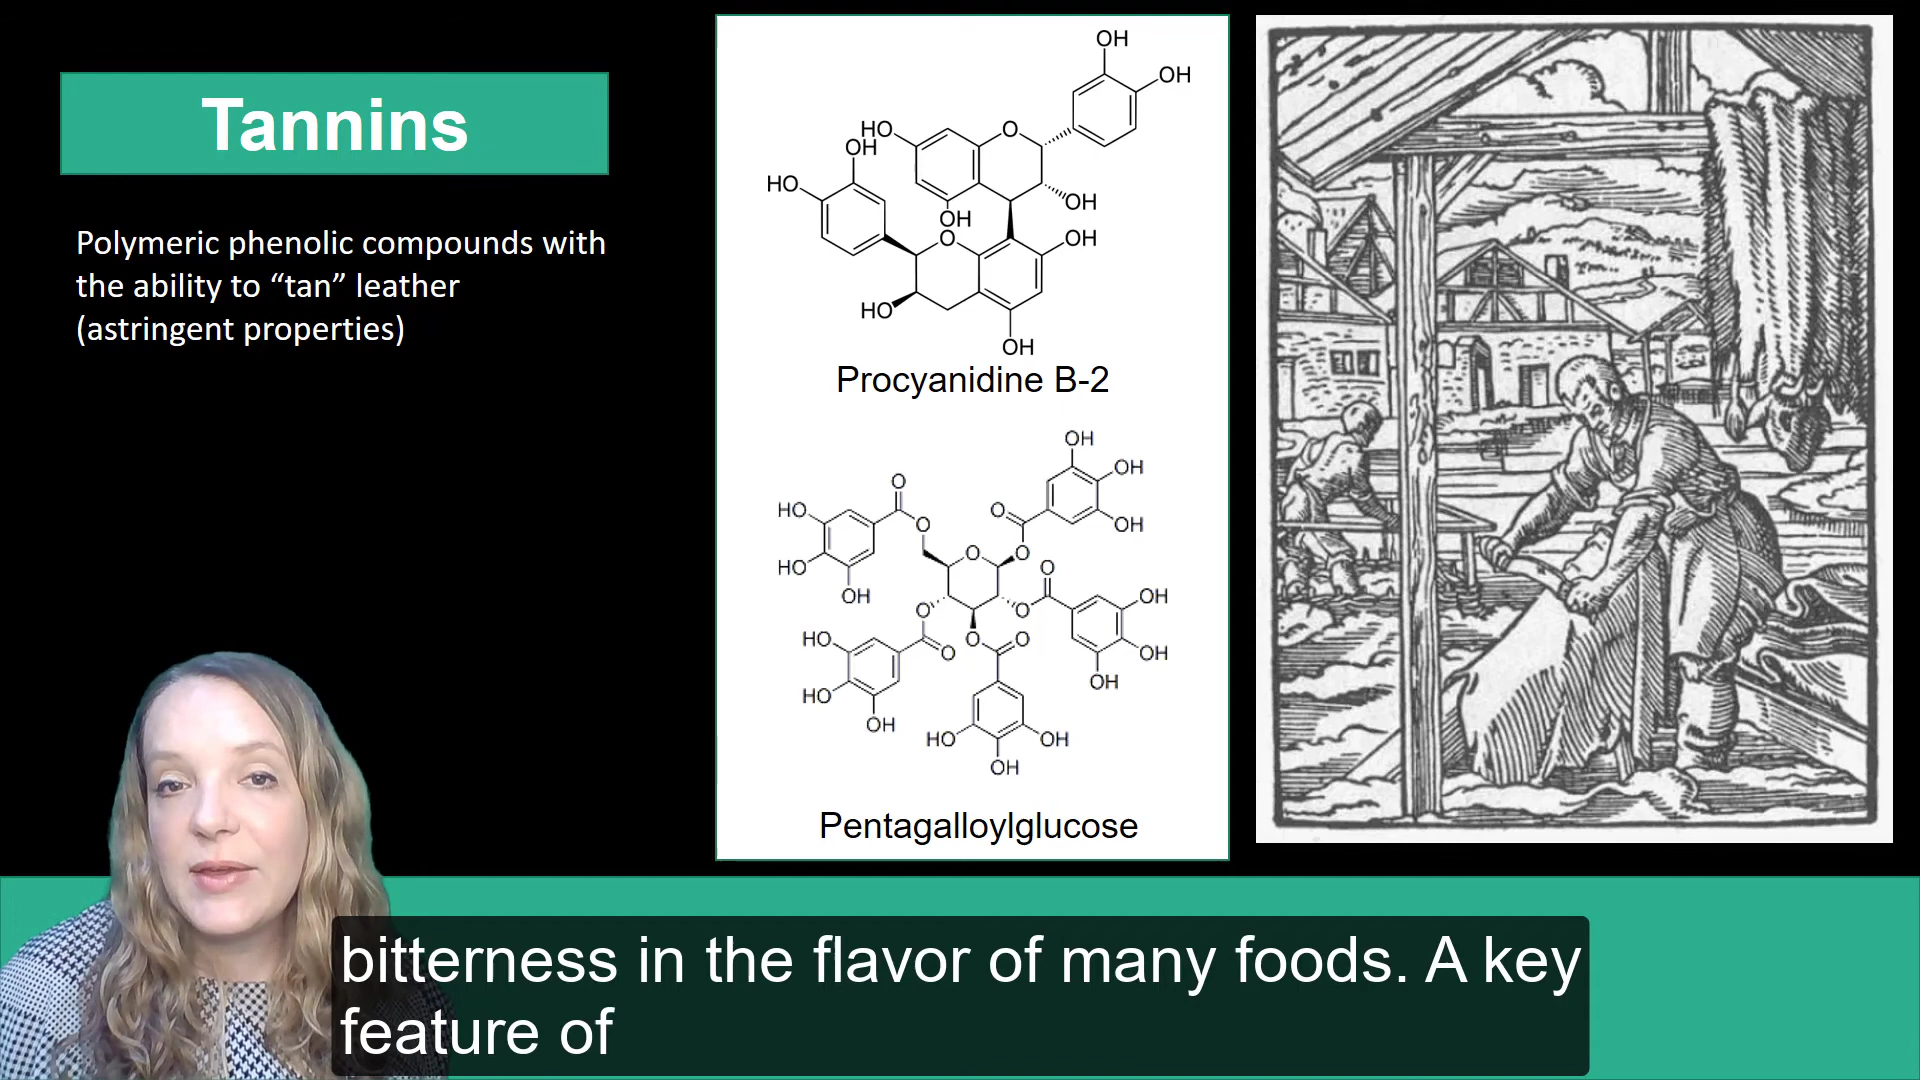 Tannins
Polymeric phenolic compounds with
the ability to “tan” leather
(astringent properties)
OH
OH
HO
O
OH
HO
OH
OH
O
OH
HO
OH
Procyanidine B-2
OH
OH
O
HO
O
O
OH
O
O
HO
O
OH
O
O
OH
HO
O
O
O
OH
HO
OH
OH
HO
OH
OH
Pentagalloylglucose
bitterness in the flavor of many foods. A key
feature of